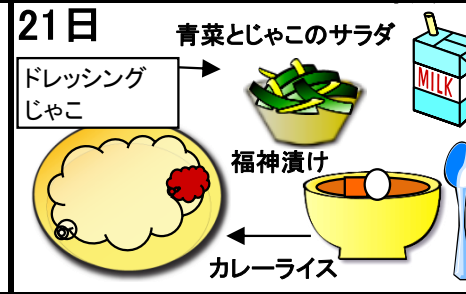 21日
青菜とじゃこのサラダ
ドレッシング
じゃこ
MILK
福神漬け
カレーライス